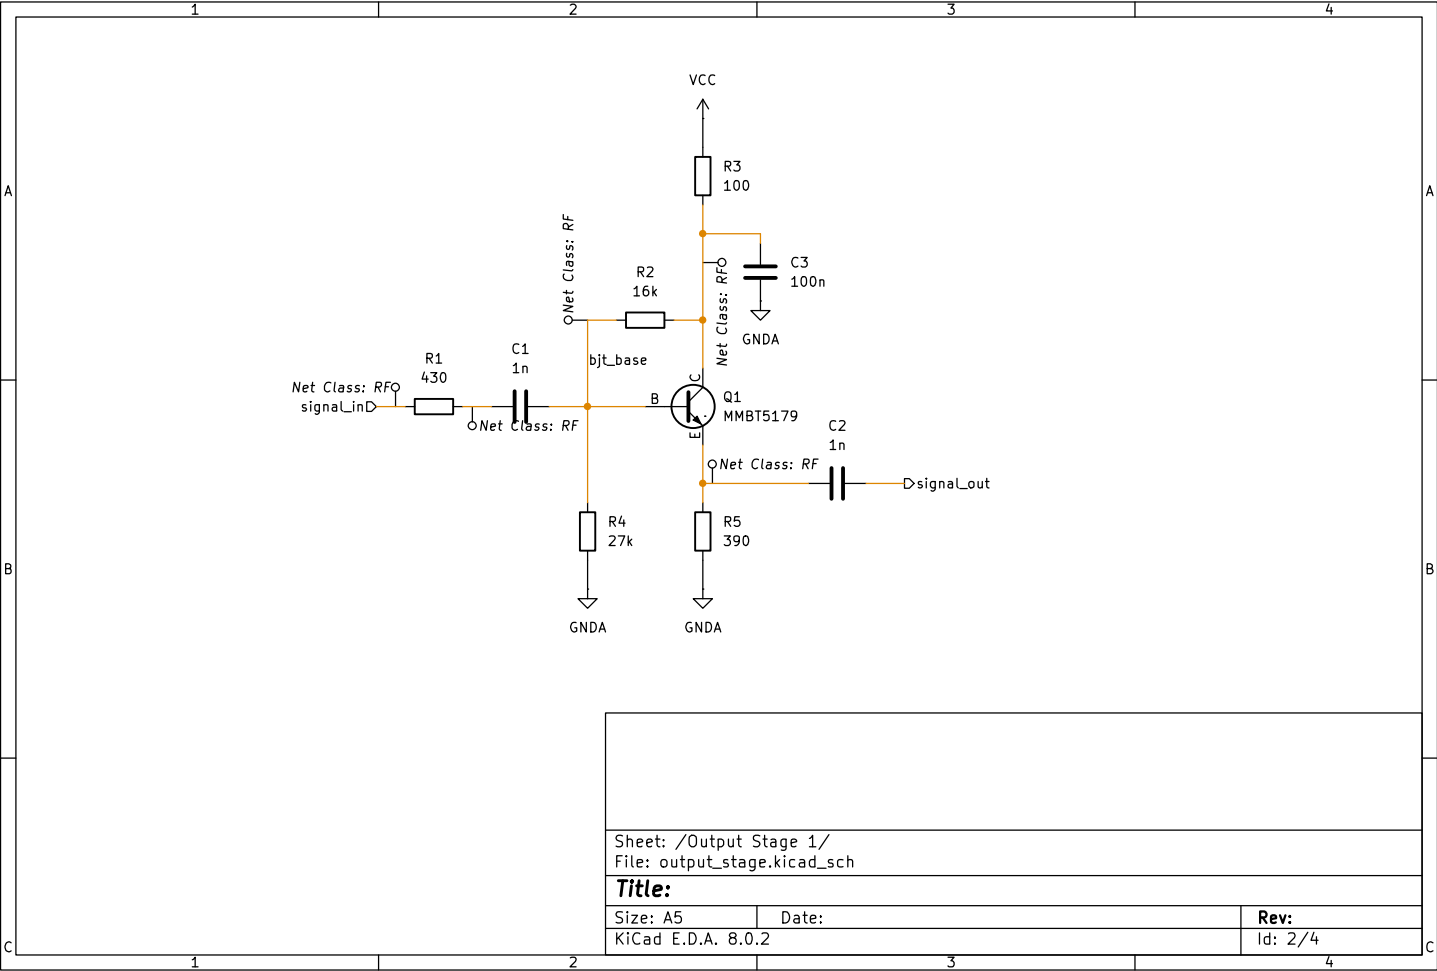 1 2 3 4
VCC
R3
100
A A
Net Class: RF
C3
100n
R2
16k
Net Class: RF
GNDA
bjt_base
C1
1n
R1
430
Net Class: RF
signal_in
C
B
Q1
MMBT5179
E
Net Class: RF
C2
1n
Net Class: RF
signal_out
R4
27k
R5
390
B B
GNDA GNDA
Sheet: /Output Stage 1/
File: output_stage.kicad_sch
Title:
Size: A5 Date: Rev:
KiCad E.D.A. 8.0.2 Id: 2/4
C C
1 2 3 4